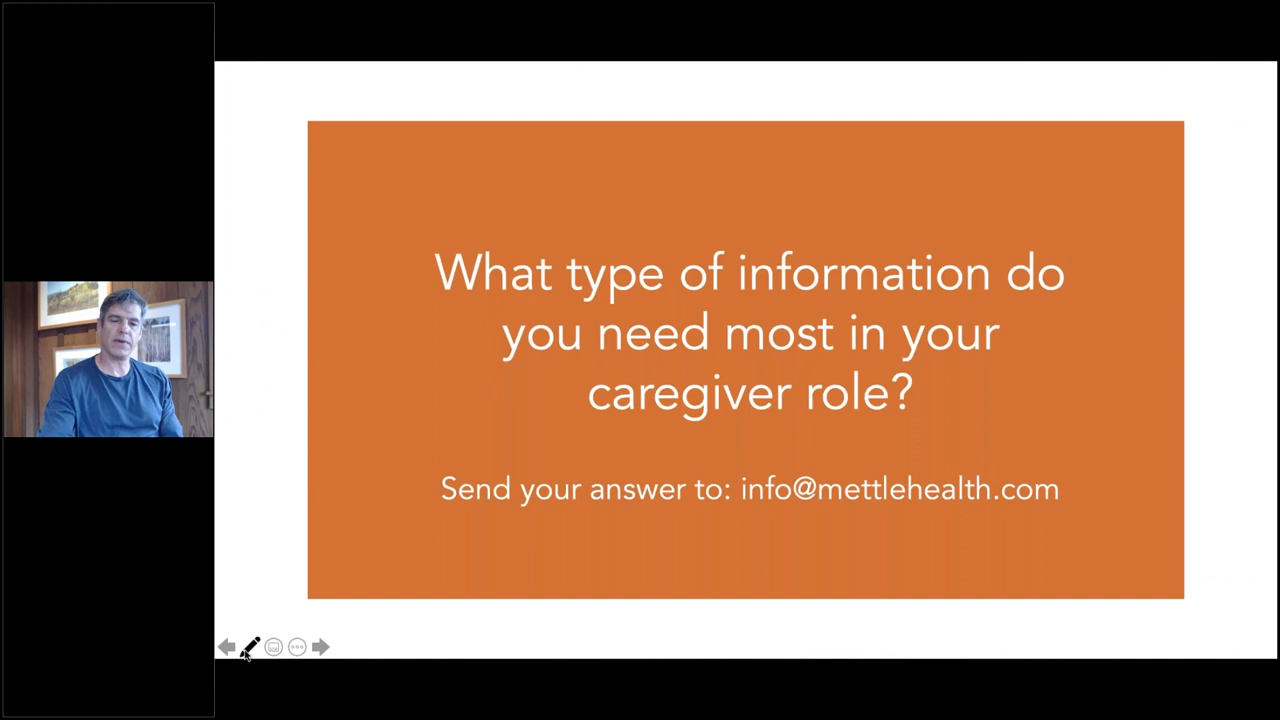 What type of information do
you need most in your
caregiver role?
Send your answer to: info@mettlehealth.com